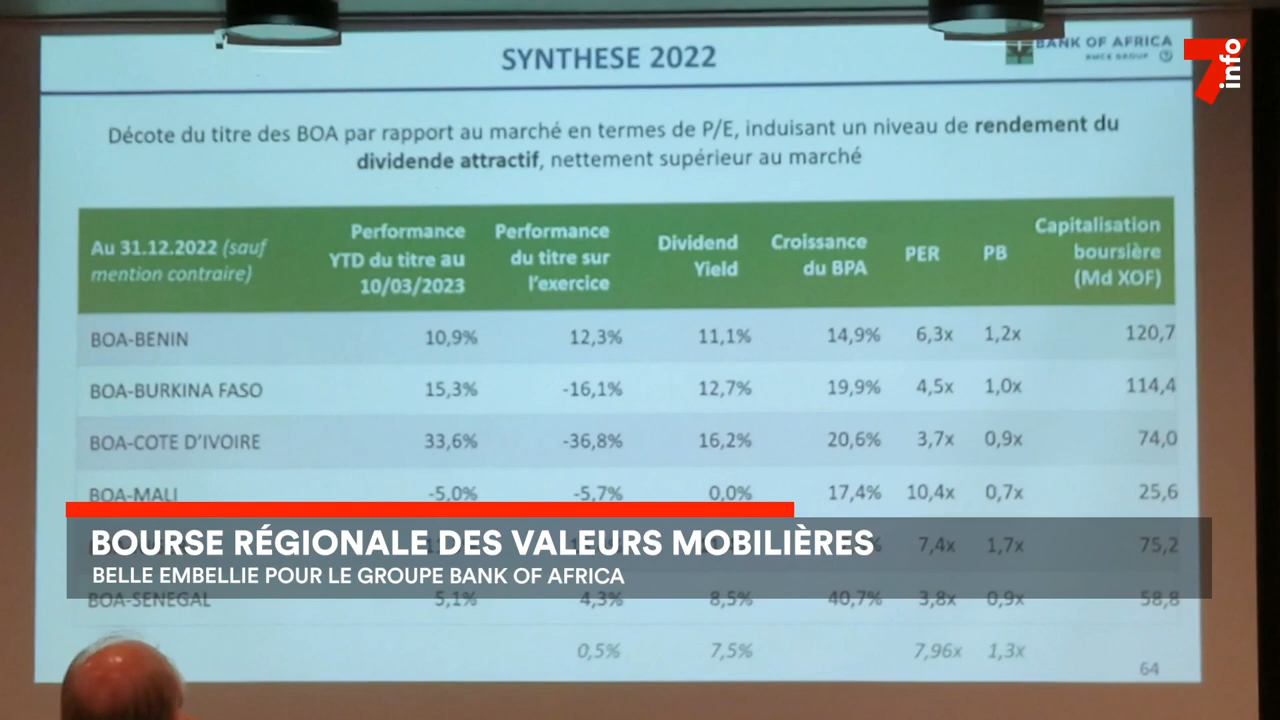 SYNTHESE 2022
BANK OF AFRICA
BMCE GROUP
7info
Décote du titre des BOA par rapport au marché en termes de P/E, induisant un niveau de rendement du
dividende attractif, nettement supérieur au marché
Au 31.12.2022 (sauf mention contraire) Performance YTD du titre au 10/03/2023 Performance du titre sur l'exercice Dividend Yield Croissance du BPA PER PB Capitalisation boursière (Md XOF)
BOA-BENIN 10,9% 12,3% 11,1% 14,9% 6,3x 1,2x 120,7
BOA-BURKINA FASO 15,3% -16,1% 12,7% 19,9% 4,5x 1,0x 114,4
BOA-COTE D'IVOIRE 33,6% -36,8% 16,2% 20,6% 3,7x 0,9x 74,0
BOA-MALI -5,0% -5,7% 0,0% 17,4% 10,4x 0,7x 25,6
7,4x 1,7x 75,2
BOURSE RÉGIONALE DES VALEURS MOBILIÈRES
BELLE EMBELLIE POUR LE GROUPE BANK OF AFRICA
BOA-SENEGAL 5,1% 4,3% 8,5% 40,7% 3,8x 0,9x 58,8
0,5% 7,5% 7,96x 1,3x
64